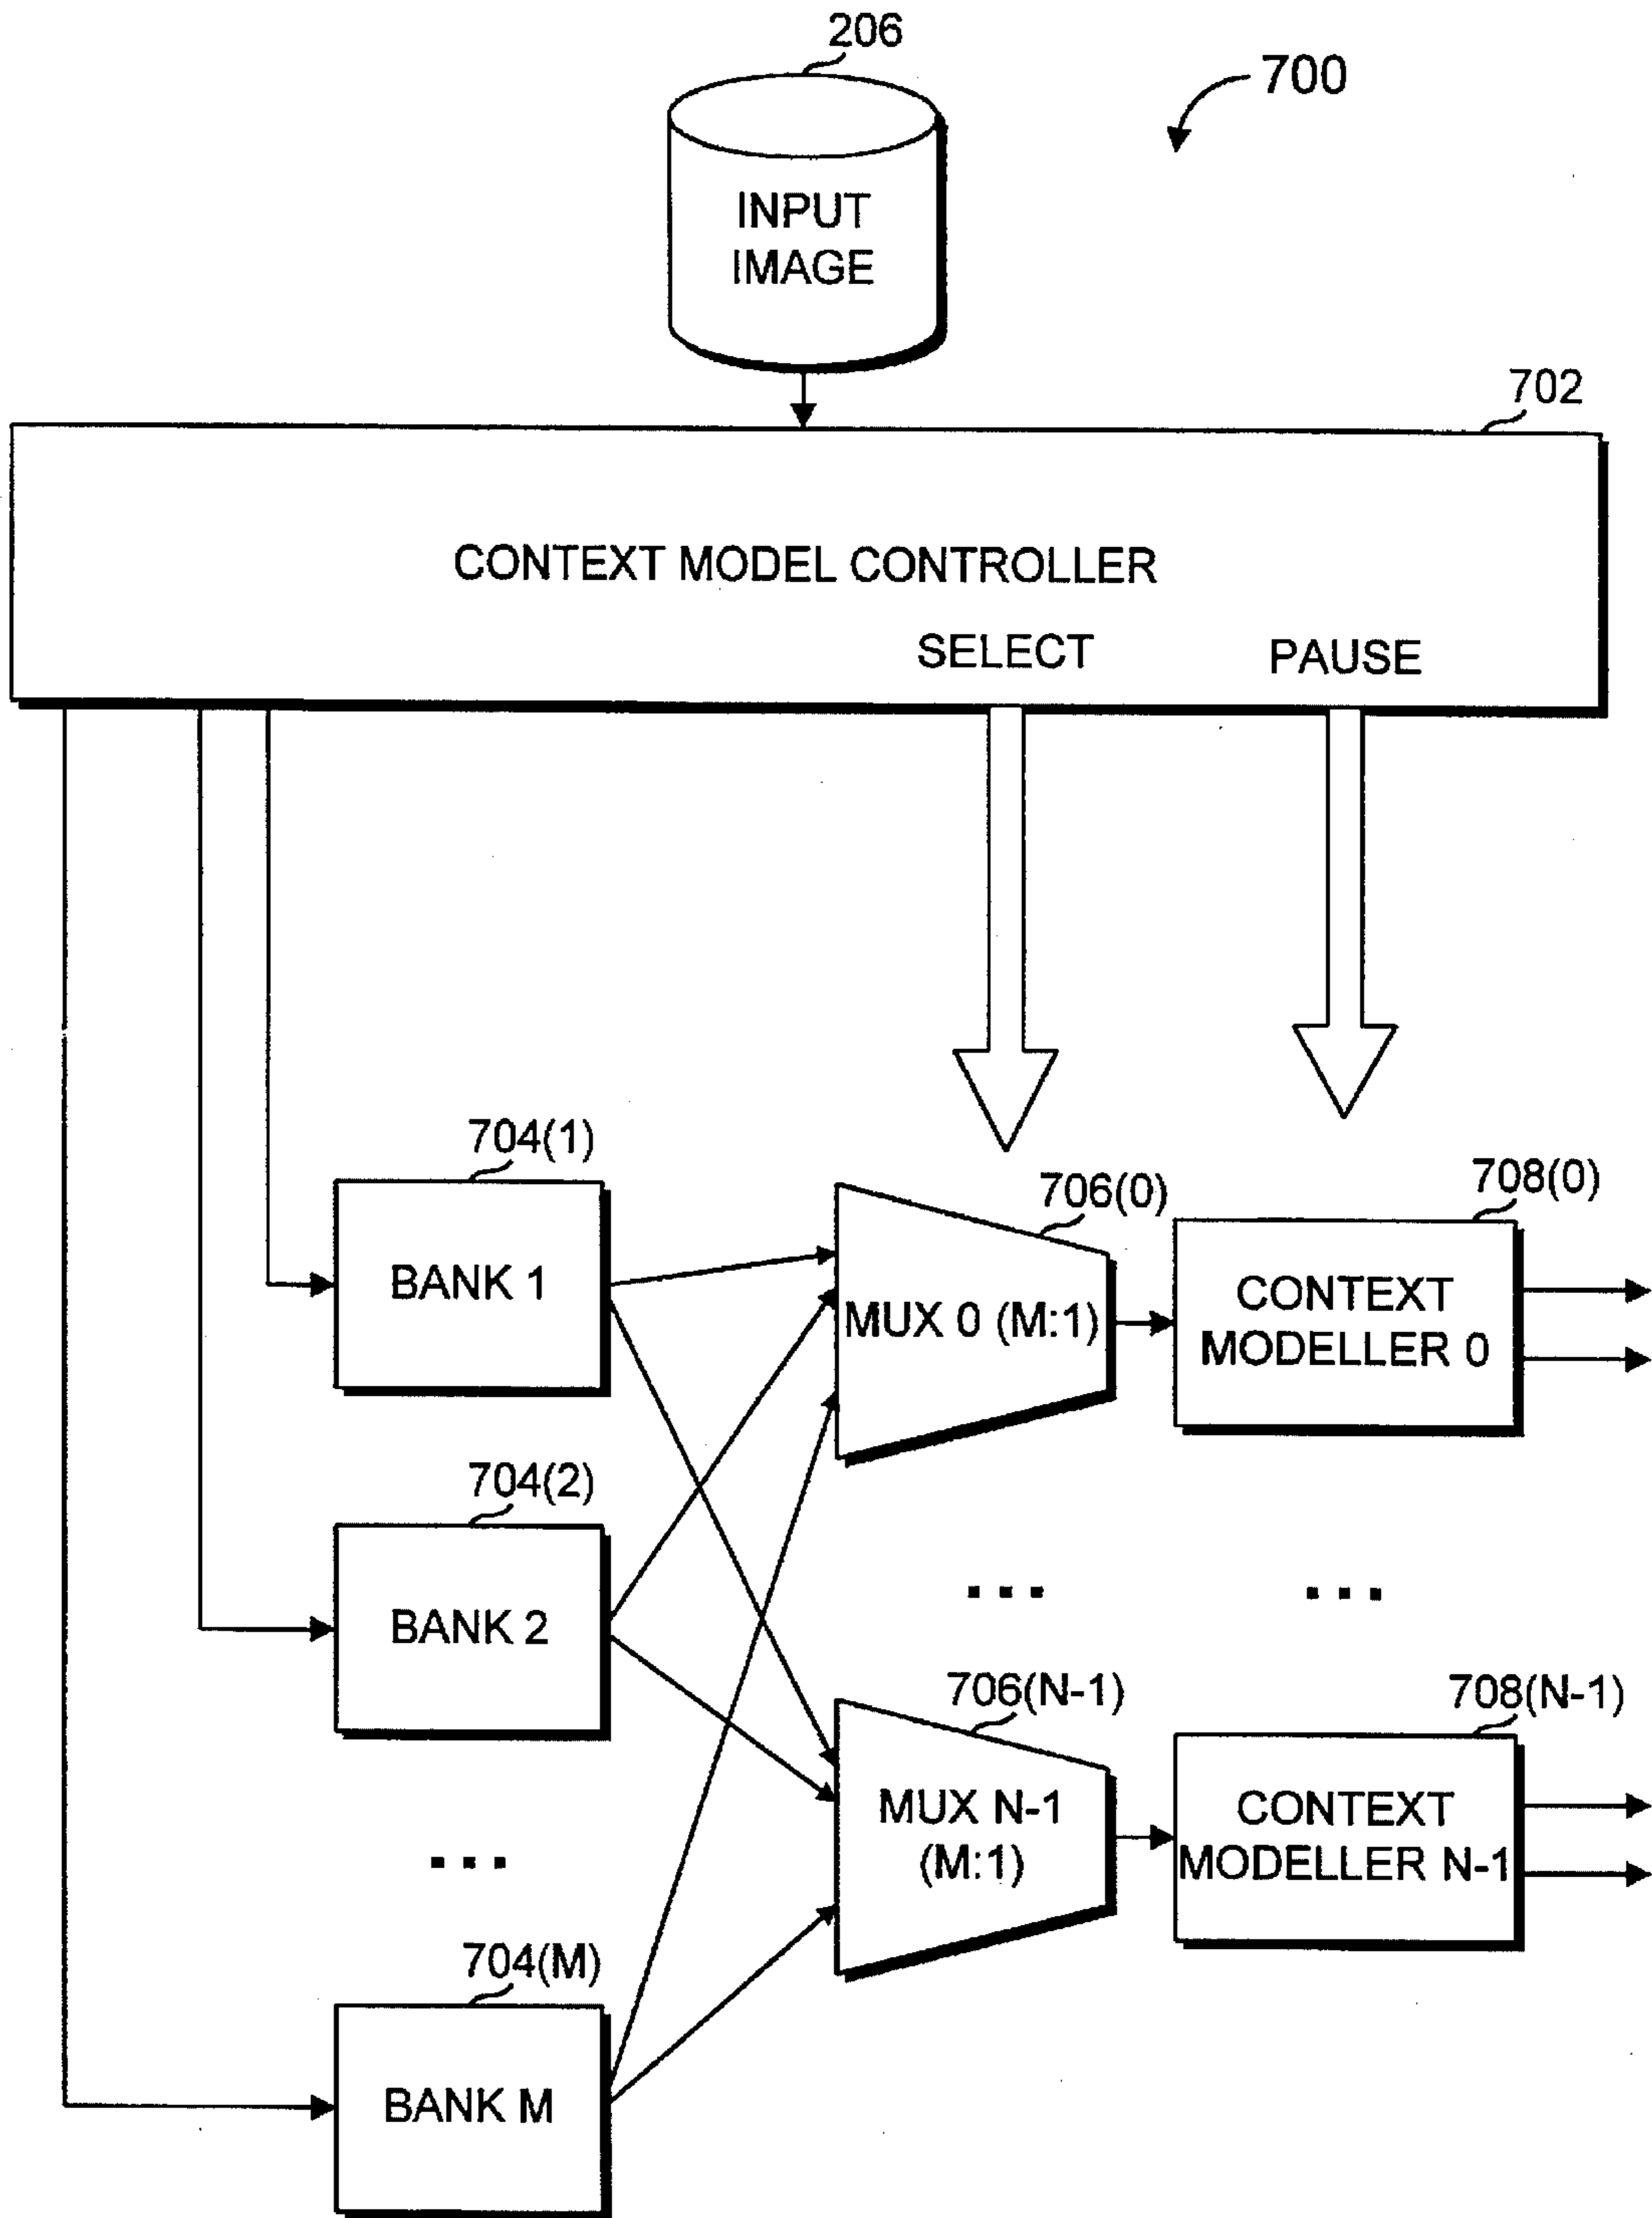 206
700
INPUT
IMAGE
702
CONTEXT MODEL CONTROLLER
SELECT
PAUSE
704(1)
BANK 1
706(0)
MUX 0 (M:1)
708(0)
CONTEXT
MODELLER 0
704(2)
BANK 2
...
...
706(N-1)
MUX N-1
(M:1)
708(N-1)
CONTEXT
MODELLER N-1
...
704(M)
BANK M